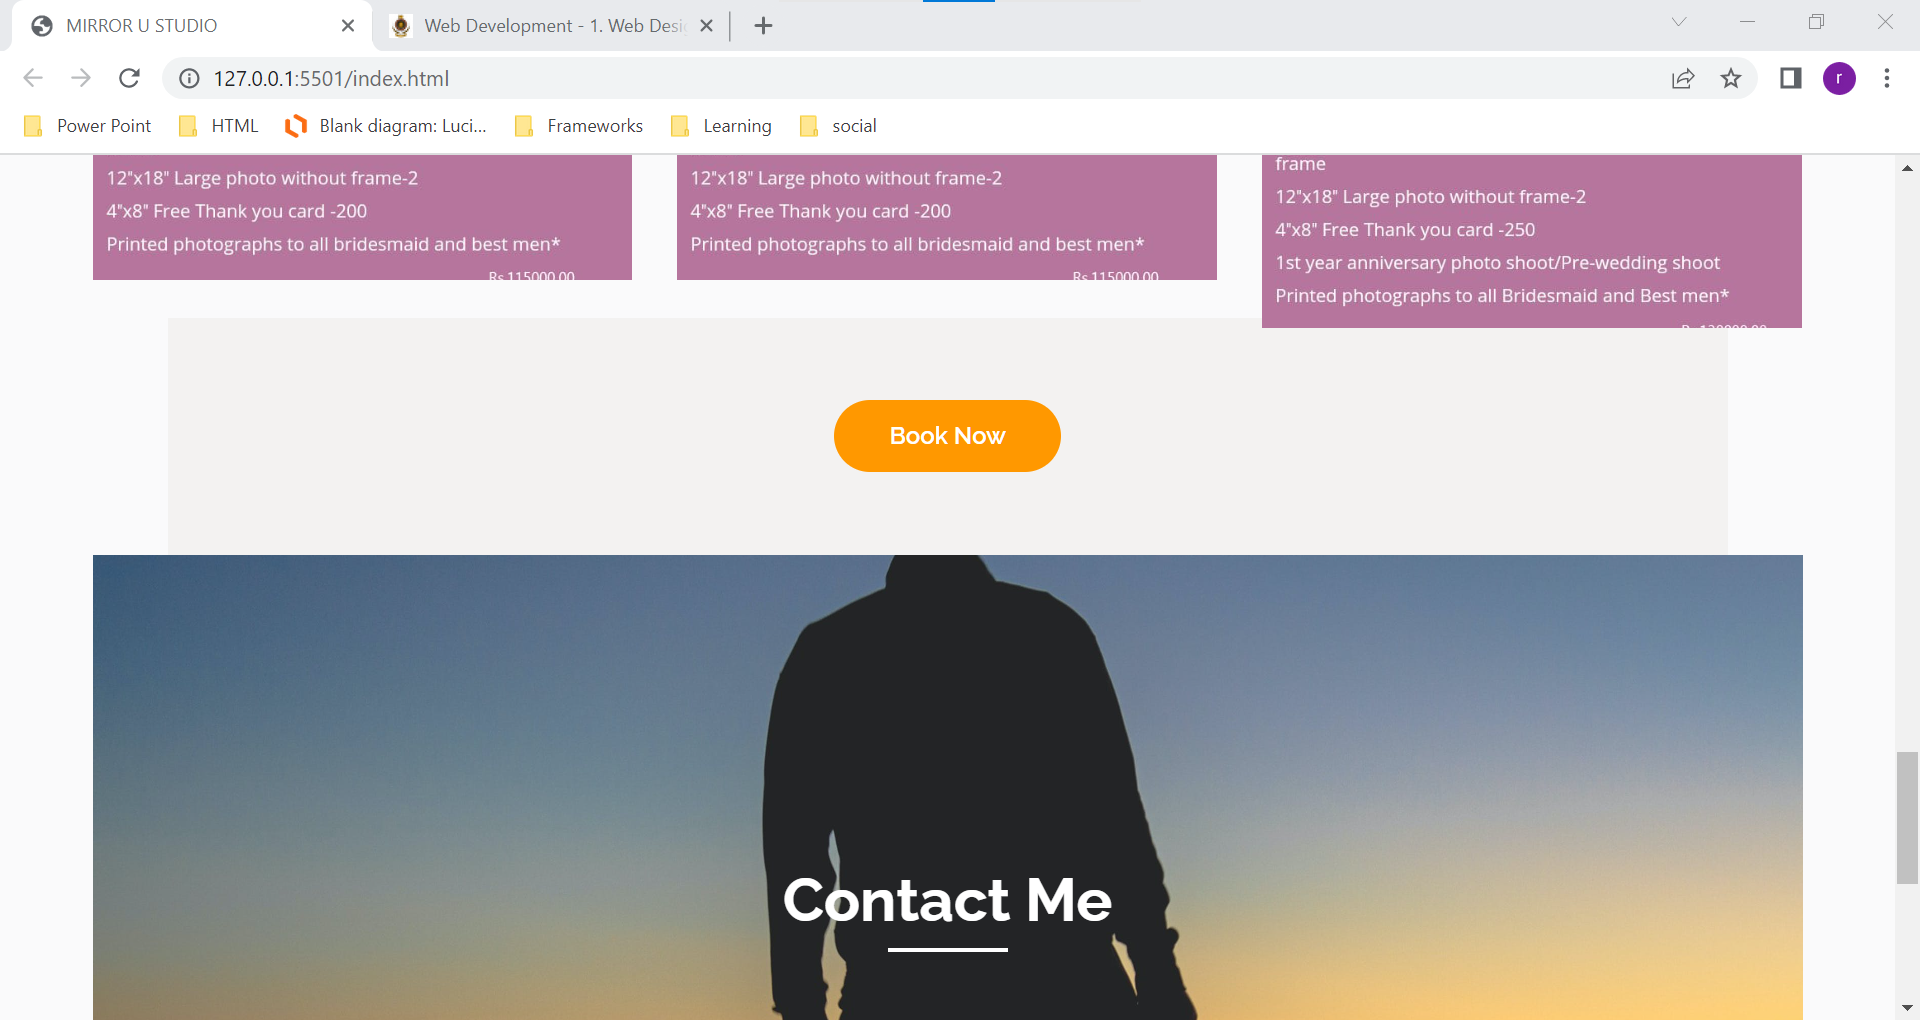 MIRROR U STUDIO
Web Development - 1. Web Desi
127.0.0.1:5501/index.html
r
Power Point
HTML
Blank diagram: Luci...
Frameworks
Learning
social
12"x18" Large photo without frame-2
4"x8" Free Thank you card -200
Printed photographs to all bridesmaid and best men*
Rs.115000.00
12"x18" Large photo without frame-2
4"x8" Free Thank you card -200
Printed photographs to all bridesmaid and best men*
Rs.115000.00
frame
12"x18" Large photo without frame-2
4"x8" Free Thank you card -250
1st year anniversary photo shoot/Pre-wedding shoot
Printed photographs to all Bridesmaid and Best men*
Book Now
Contact Me